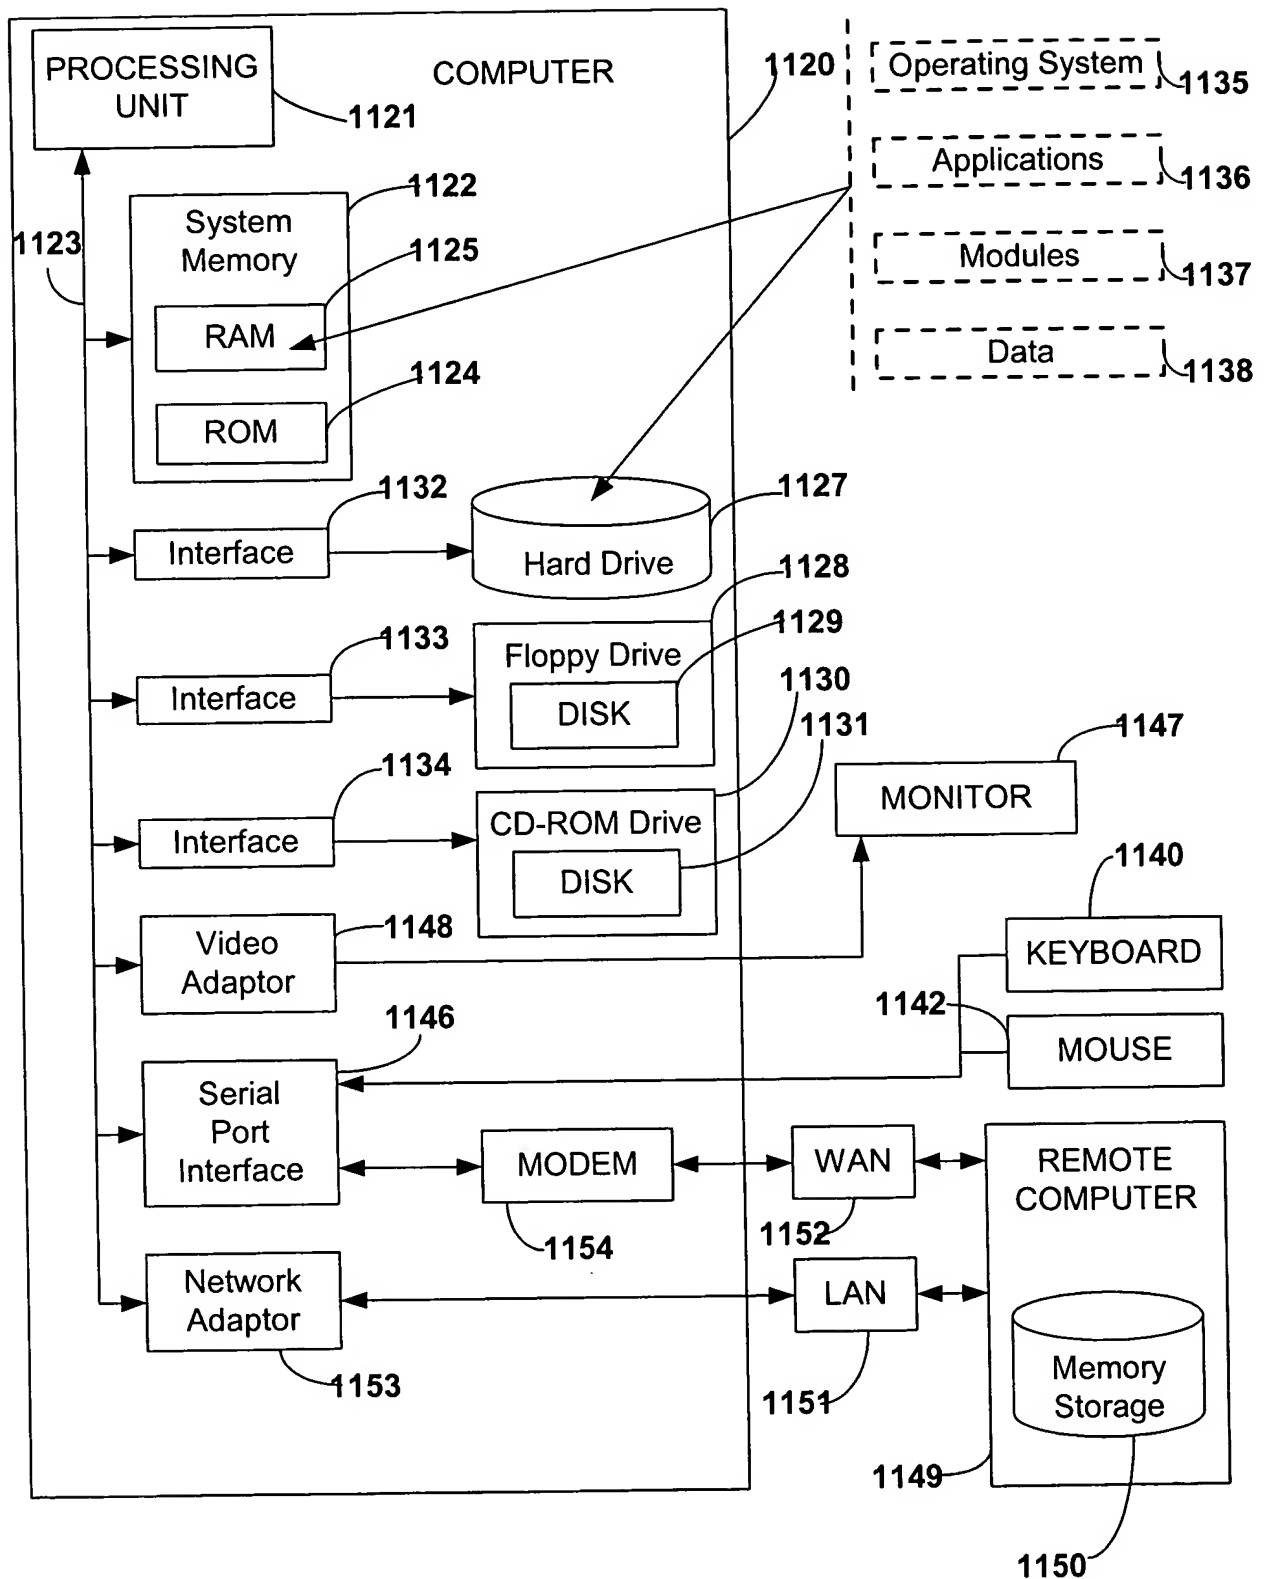 PROCESSING
UNIT
1121
COMPUTER
1120
Operating System
1135
Applications
1136
Modules
1137
Data
1138
1123
System
Memory
1122
RAM
1125
ROM
1124
Interface
1132
Hard Drive
1127
Interface
1133
Floppy Drive
1128
DISK
1129
Interface
1134
CD-ROM Drive
1130
DISK
1131
MONITOR
1147
Video
Adaptor
1148
KEYBOARD
1140
MOUSE
1142
Serial
Port
Interface
1146
MODEM
1154
WAN
1152
REMOTE
COMPUTER
1149
Network
Adaptor
1153
LAN
1151
Memory
Storage
1150